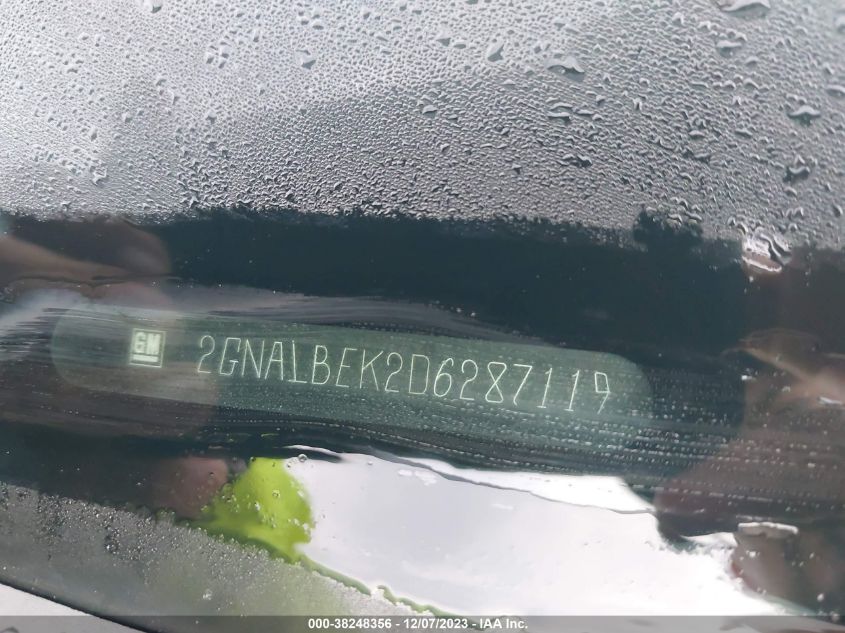 GM 2GNALBEK2D6287119
000-38248356 - 12/07/2023 - IAA Inc.